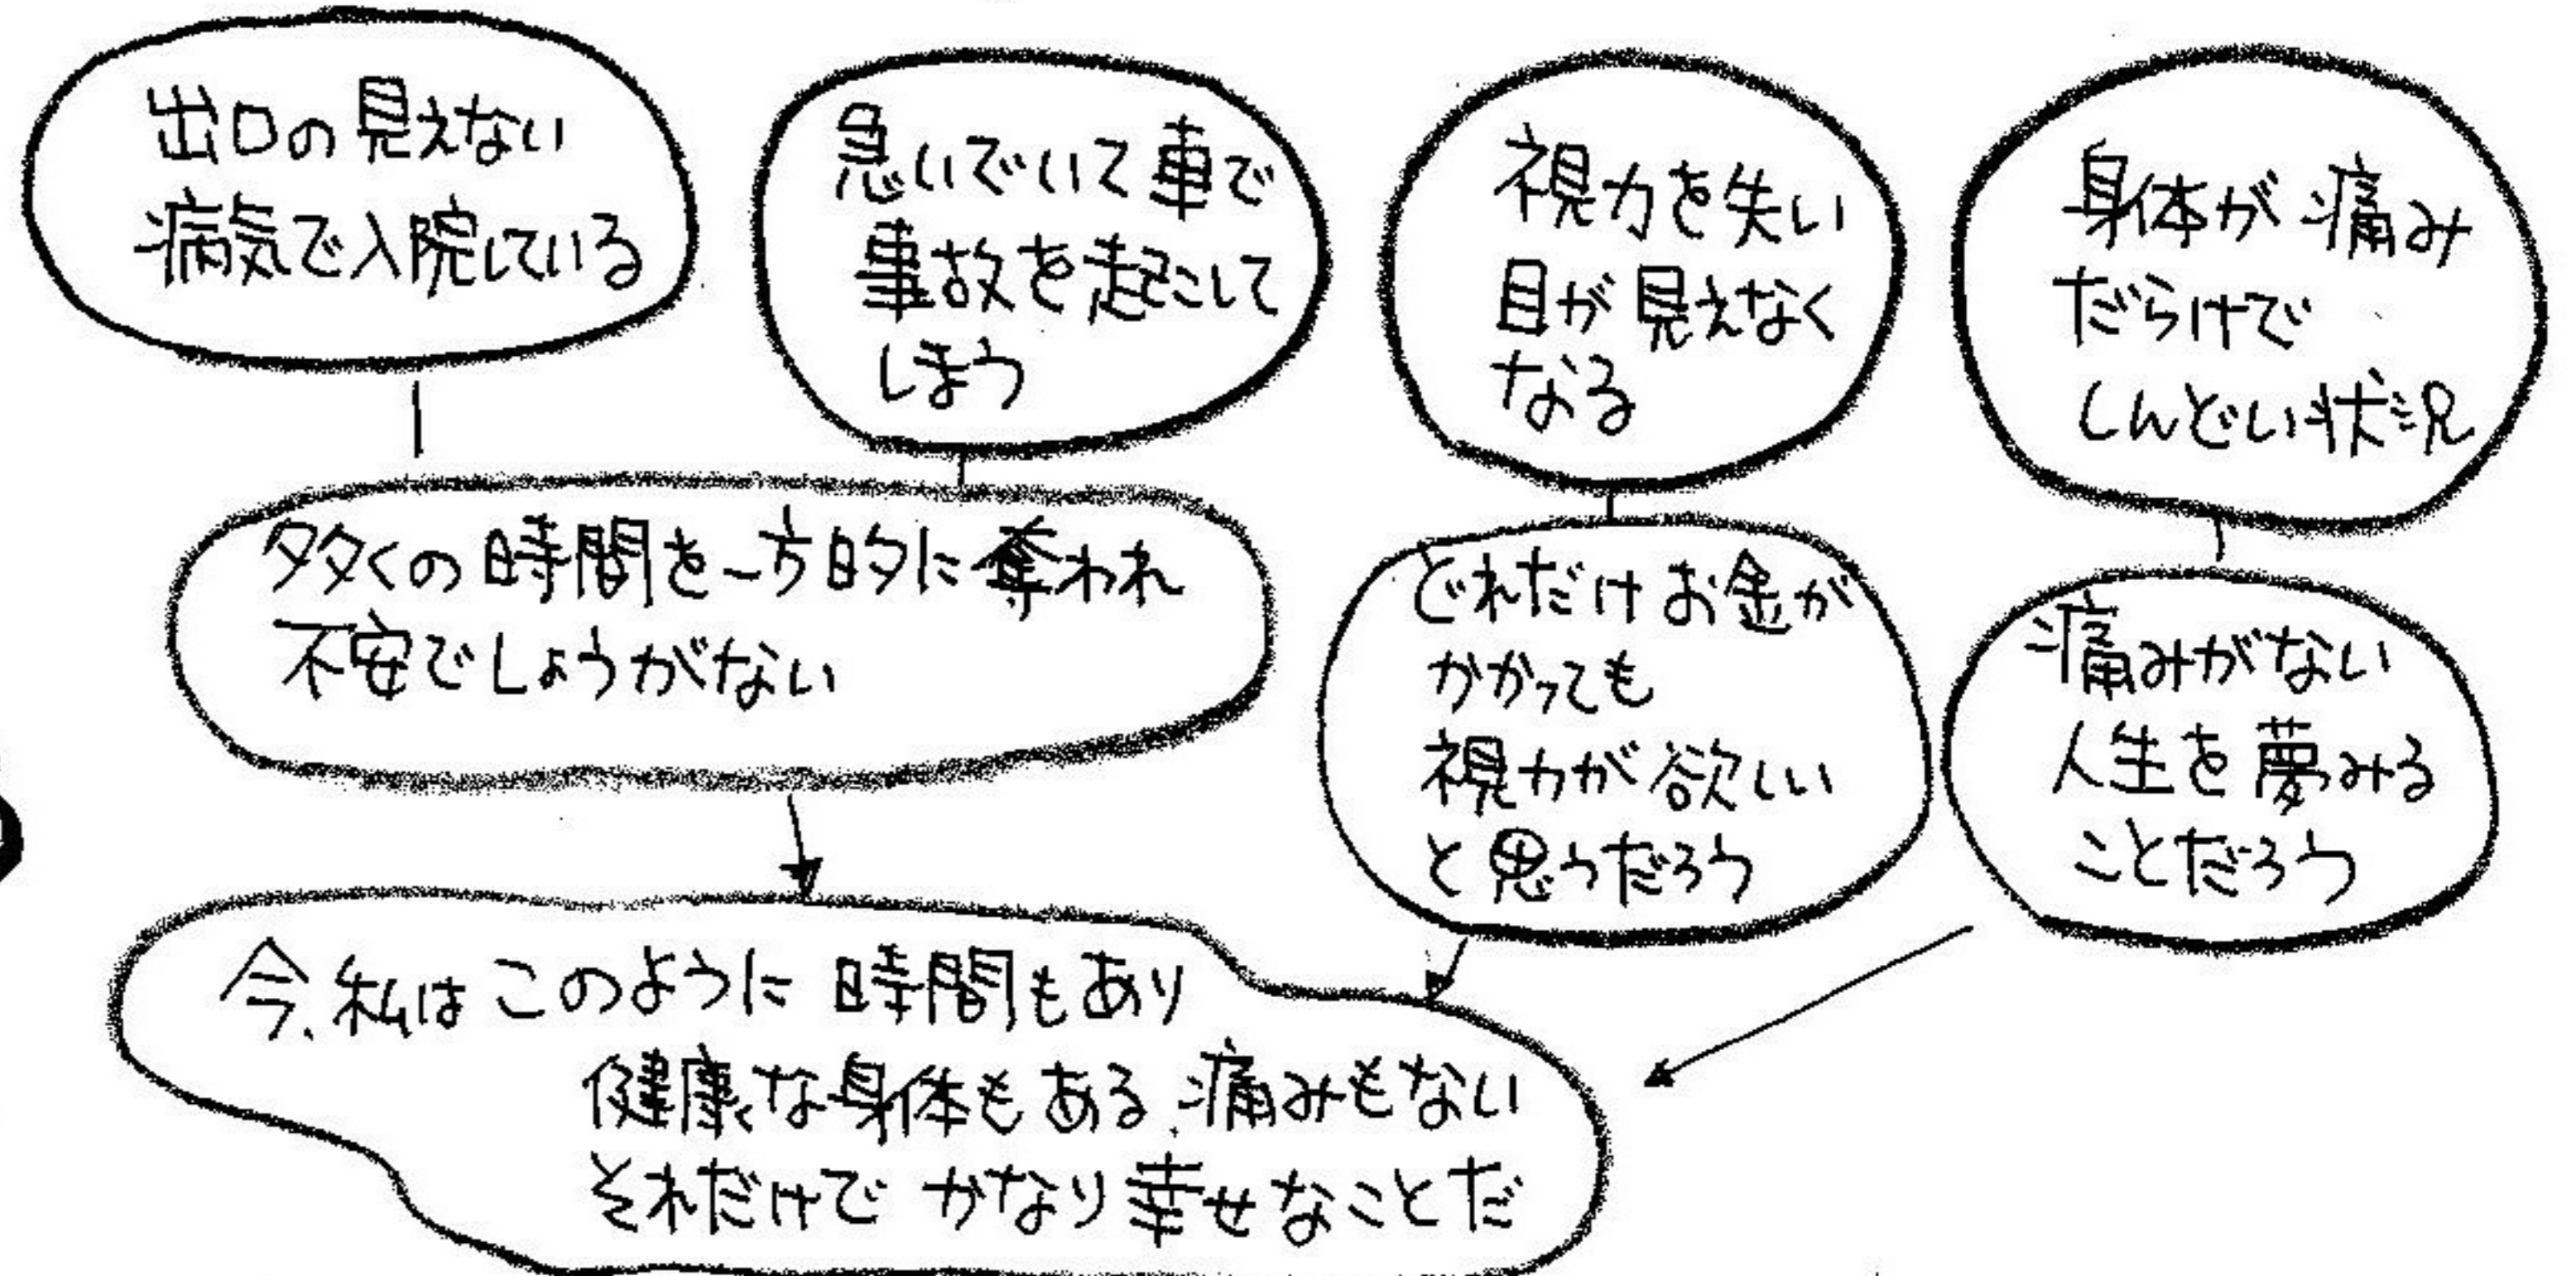 出口の見えない
病気で入院している
急いでいて車で
事故を起こして
しまう
視力を失い
目が見えなく
なる
身体が痛み
だらけで
しんどい状況
多くの時間を一方的に奪われ
不安でしょうがない
どれだけお金が
かかっても
視力が欲しい
と思うだろう
痛みがない
人生を夢みる
ことだろう
今、私はこのように時間もあり
健康な身体もある、痛みもない
それだけでかなり幸せなことだ